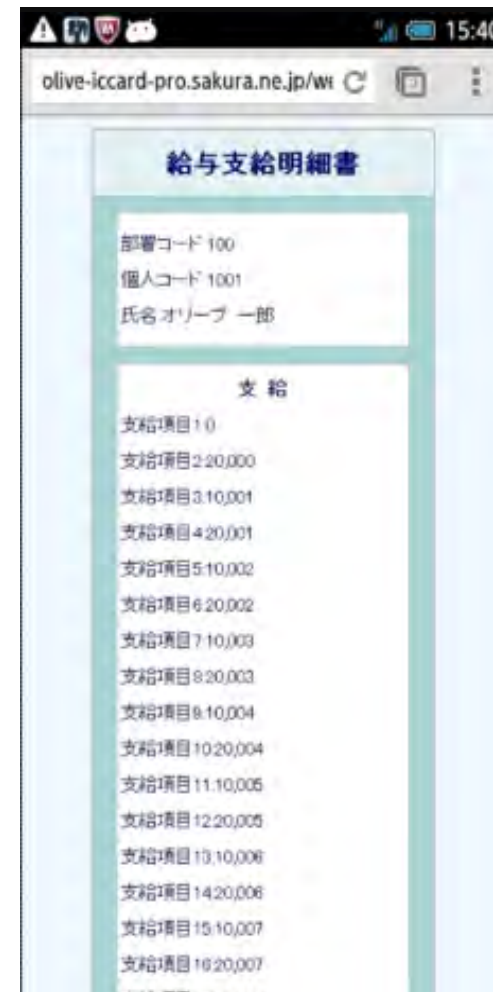 15:40
olive-iccard-pro.sakura.ne.jp/we
給与支給明細書
部署コード 100
個人コード 1001
氏名 オリーブ 一郎
支 給
支給項目1:0
支給項目2:20,000
支給項目3:10,001
支給項目4:20,001
支給項目5:10,002
支給項目6:20,002
支給項目7:10,003
支給項目8:20,003
支給項目9:10,004
支給項目10:20,004
支給項目11:10,005
支給項目12:20,005
支給項目13:10,006
支給項目14:20,006
支給項目15:10,007
支給項目16:20,007